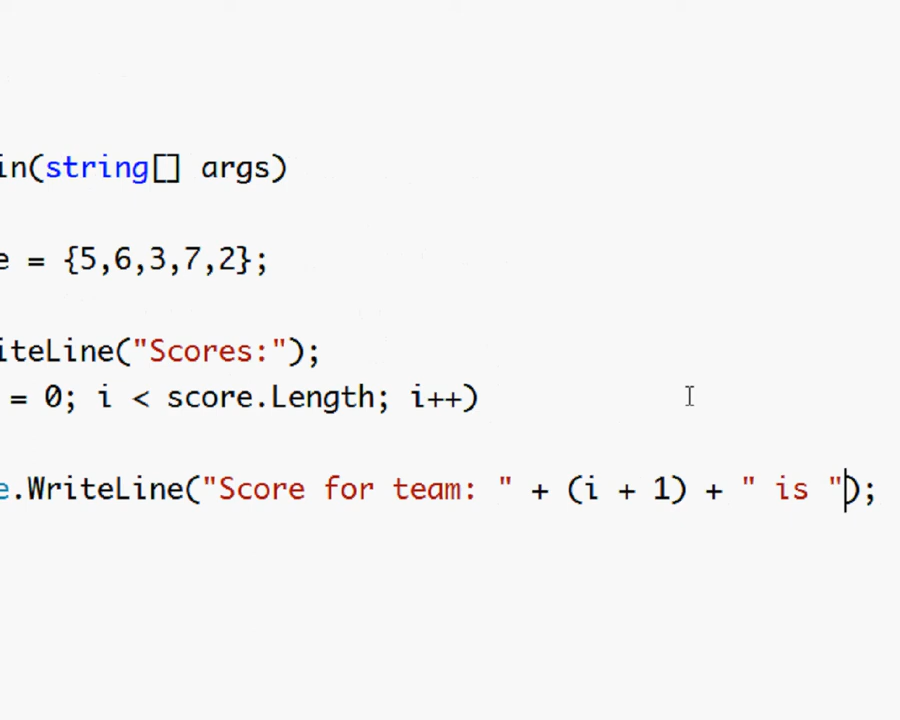 in(string[] args)
e = {5,6,3,7,2};
iteLine("Scores:");
= 0; i < score.Length; i++)
e.WriteLine("Score for team: " + (i + 1) + " is ");